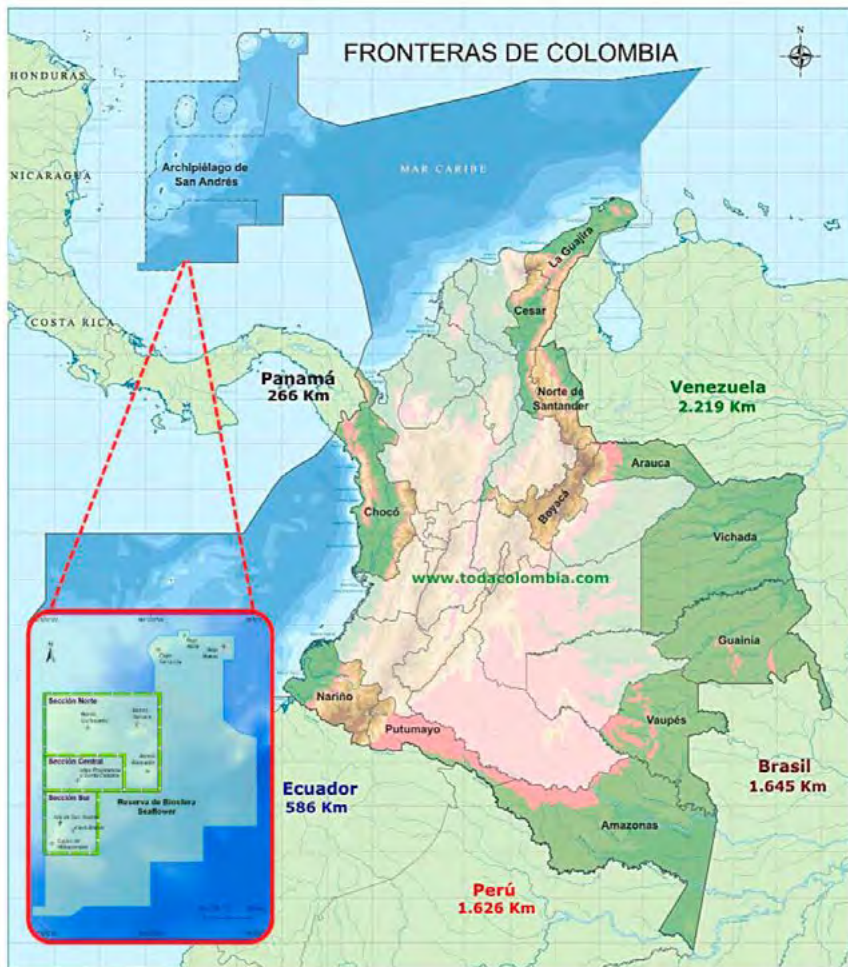 FRONTERAS DE COLOMBIA
N
HONDURAS
Archipiélago de
San Andrés
MAR CARIBE
NICARAGUA
La Guajira
COSTA RICA
Cesar
Panamá
266 Km
Norte de
Santander
Venezuela
2.219 Km
Arauca
Boyacá
Chocó
Vichada
www.todacolombia.com
Guainía
Nariño
Putumayo
Vaupés
Ecuador
586 Km
Brasil
1.645 Km
Amazonas
Perú
1.626 Km
Sección Norte
Sección Central
Sección Sur
Reserva de Biosfera
Seaflower